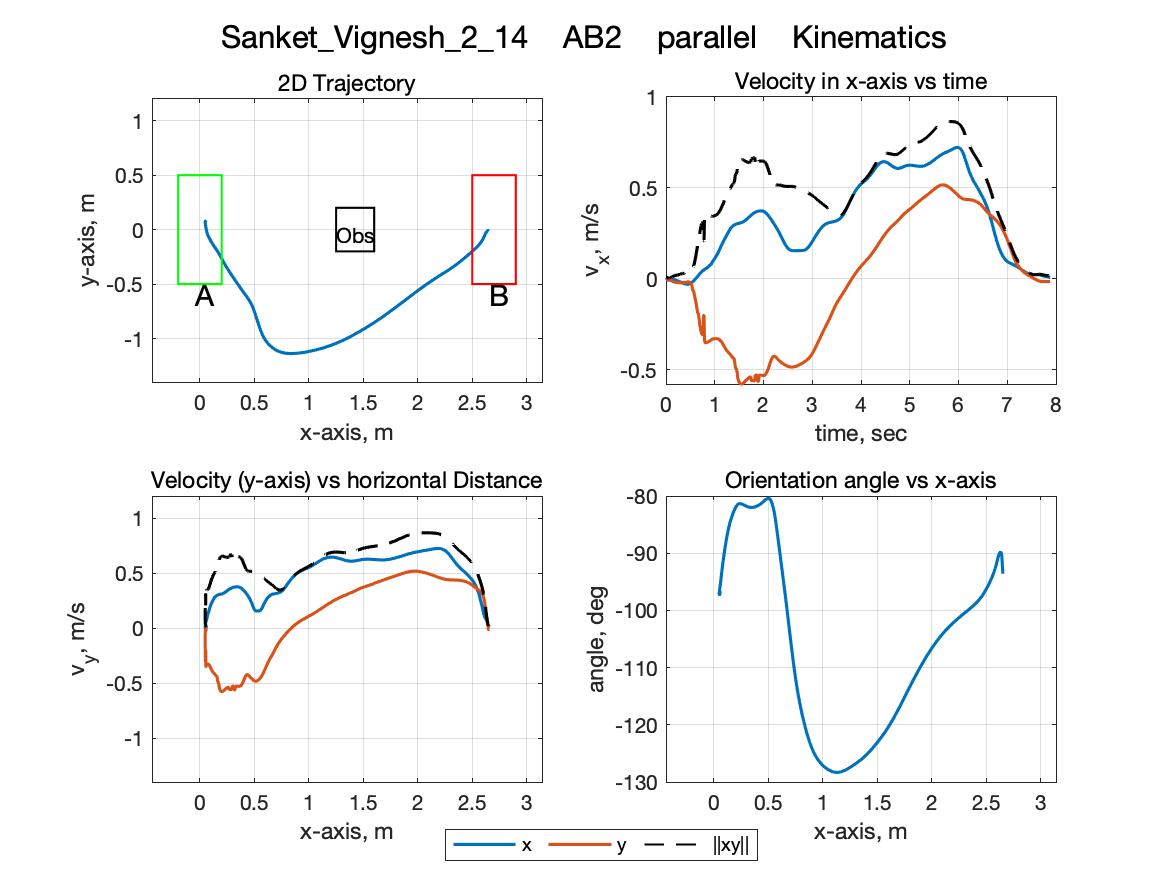 Sanket_Vignesh_2_14 AB2 parallel Kinematics
2D Trajectory
1
0.5
0
-0.5
-1
y-axis, m
Obs
A
B
0 0.5 1 1.5 2 2.5 3
x-axis, m
Velocity in x-axis vs time
1
0.5
0
-0.5
v_x, m/s
0 1 2 3 4 5 6 7 8
time, sec
Velocity (y-axis) vs horizontal Distance
1
0.5
0
-0.5
-1
v_y, m/s
0 0.5 1 1.5 2 2.5 3
x-axis, m
Orientation angle vs x-axis
-80
-90
-100
-110
-120
-130
angle, deg
0 0.5 1 1.5 2 2.5 3
x-axis, m
x y ||xy||